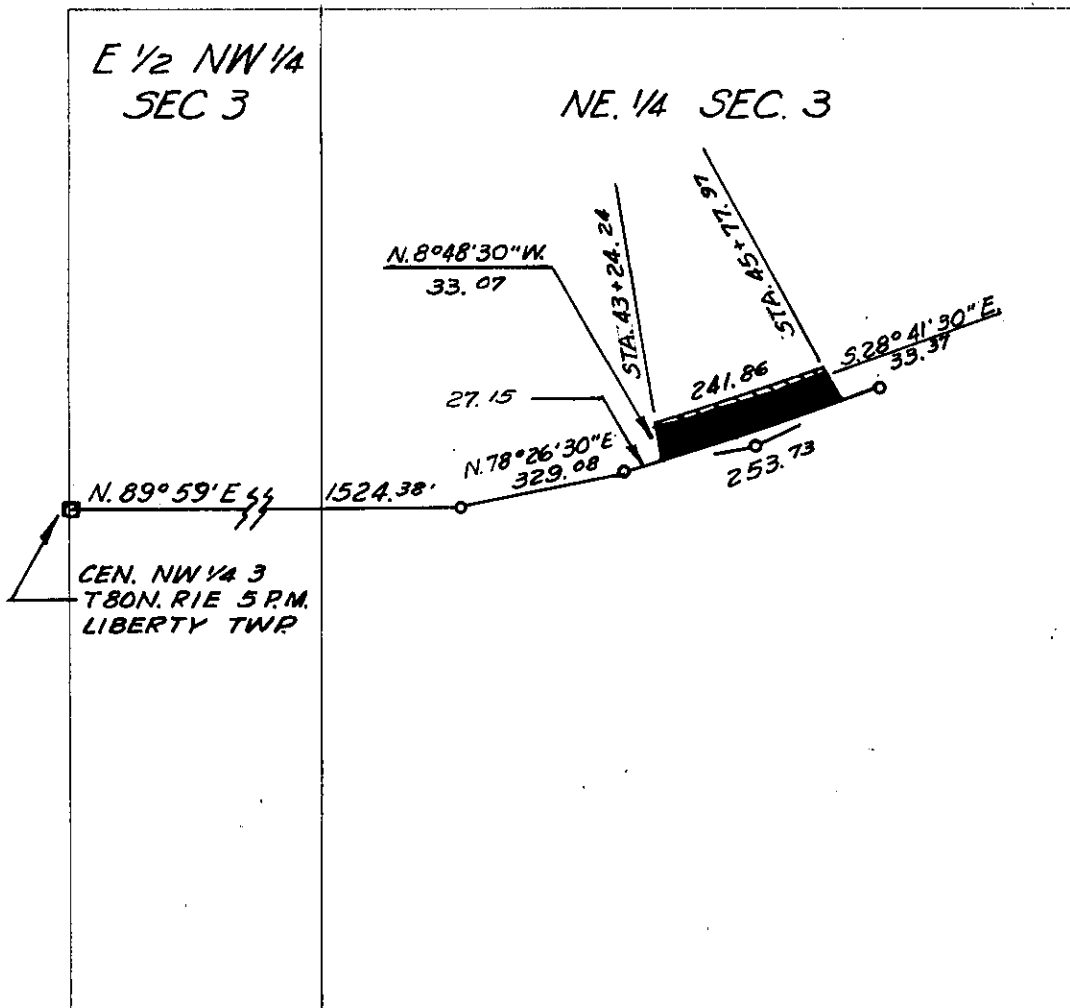 E 1/2 NW 1/4
SEC 3
NE. 1/4 SEC. 3
STA. 43+24.24
STA. 45+77.97
N. 8°48'30"W.
33.07
S. 28°41'30"E.
33.37
241.86
27.15
N. 78°26'30"E
329.08
253.73
N. 89°59'E
1524.38'
CEN. NW 1/4 3
T80N. R1E 5 P.M.
LIBERTY TWP.